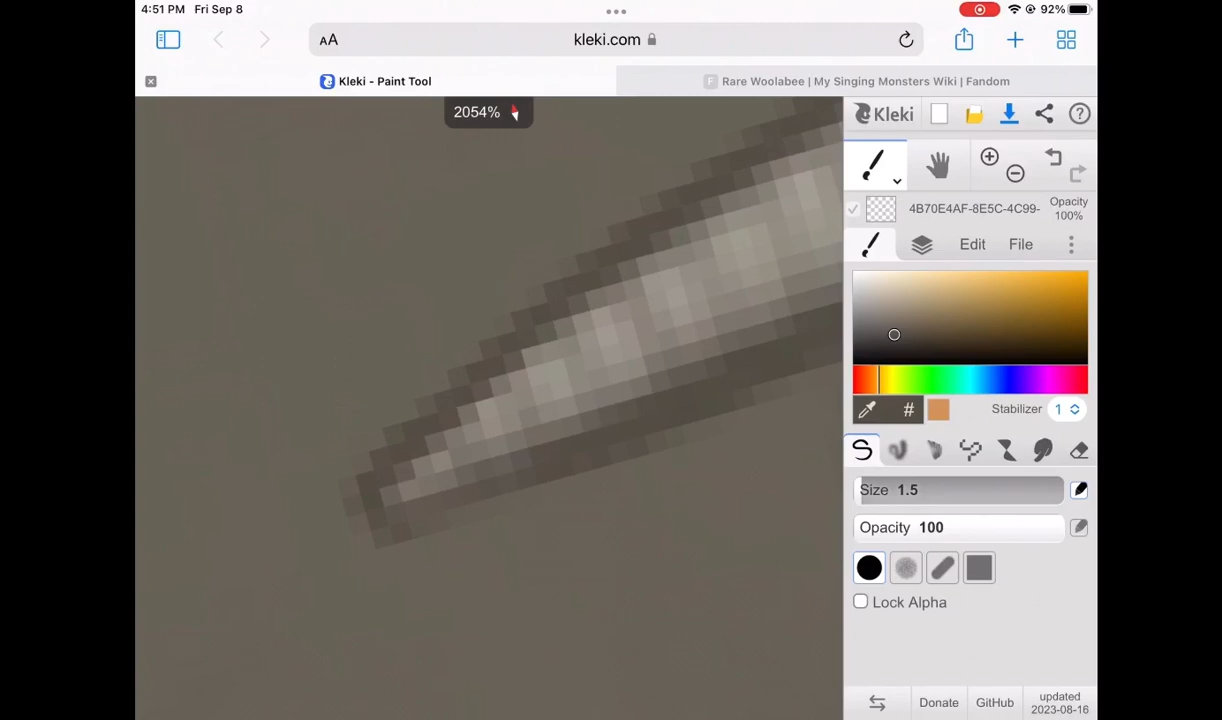 4:51 PM Fri Sep 8
92%
AA
kleki.com
Kleki - Paint Tool
F Rare Woolabee | My Singing Monsters Wiki | Fandom
2054%
Kleki
?
4B70E4AF-8E5C-4C99-
Opacity
100%
Edit
File
#
Stabilizer
1
Size 1.5
Opacity 100
Lock Alpha
Donate
GitHub
updated
2023-08-16